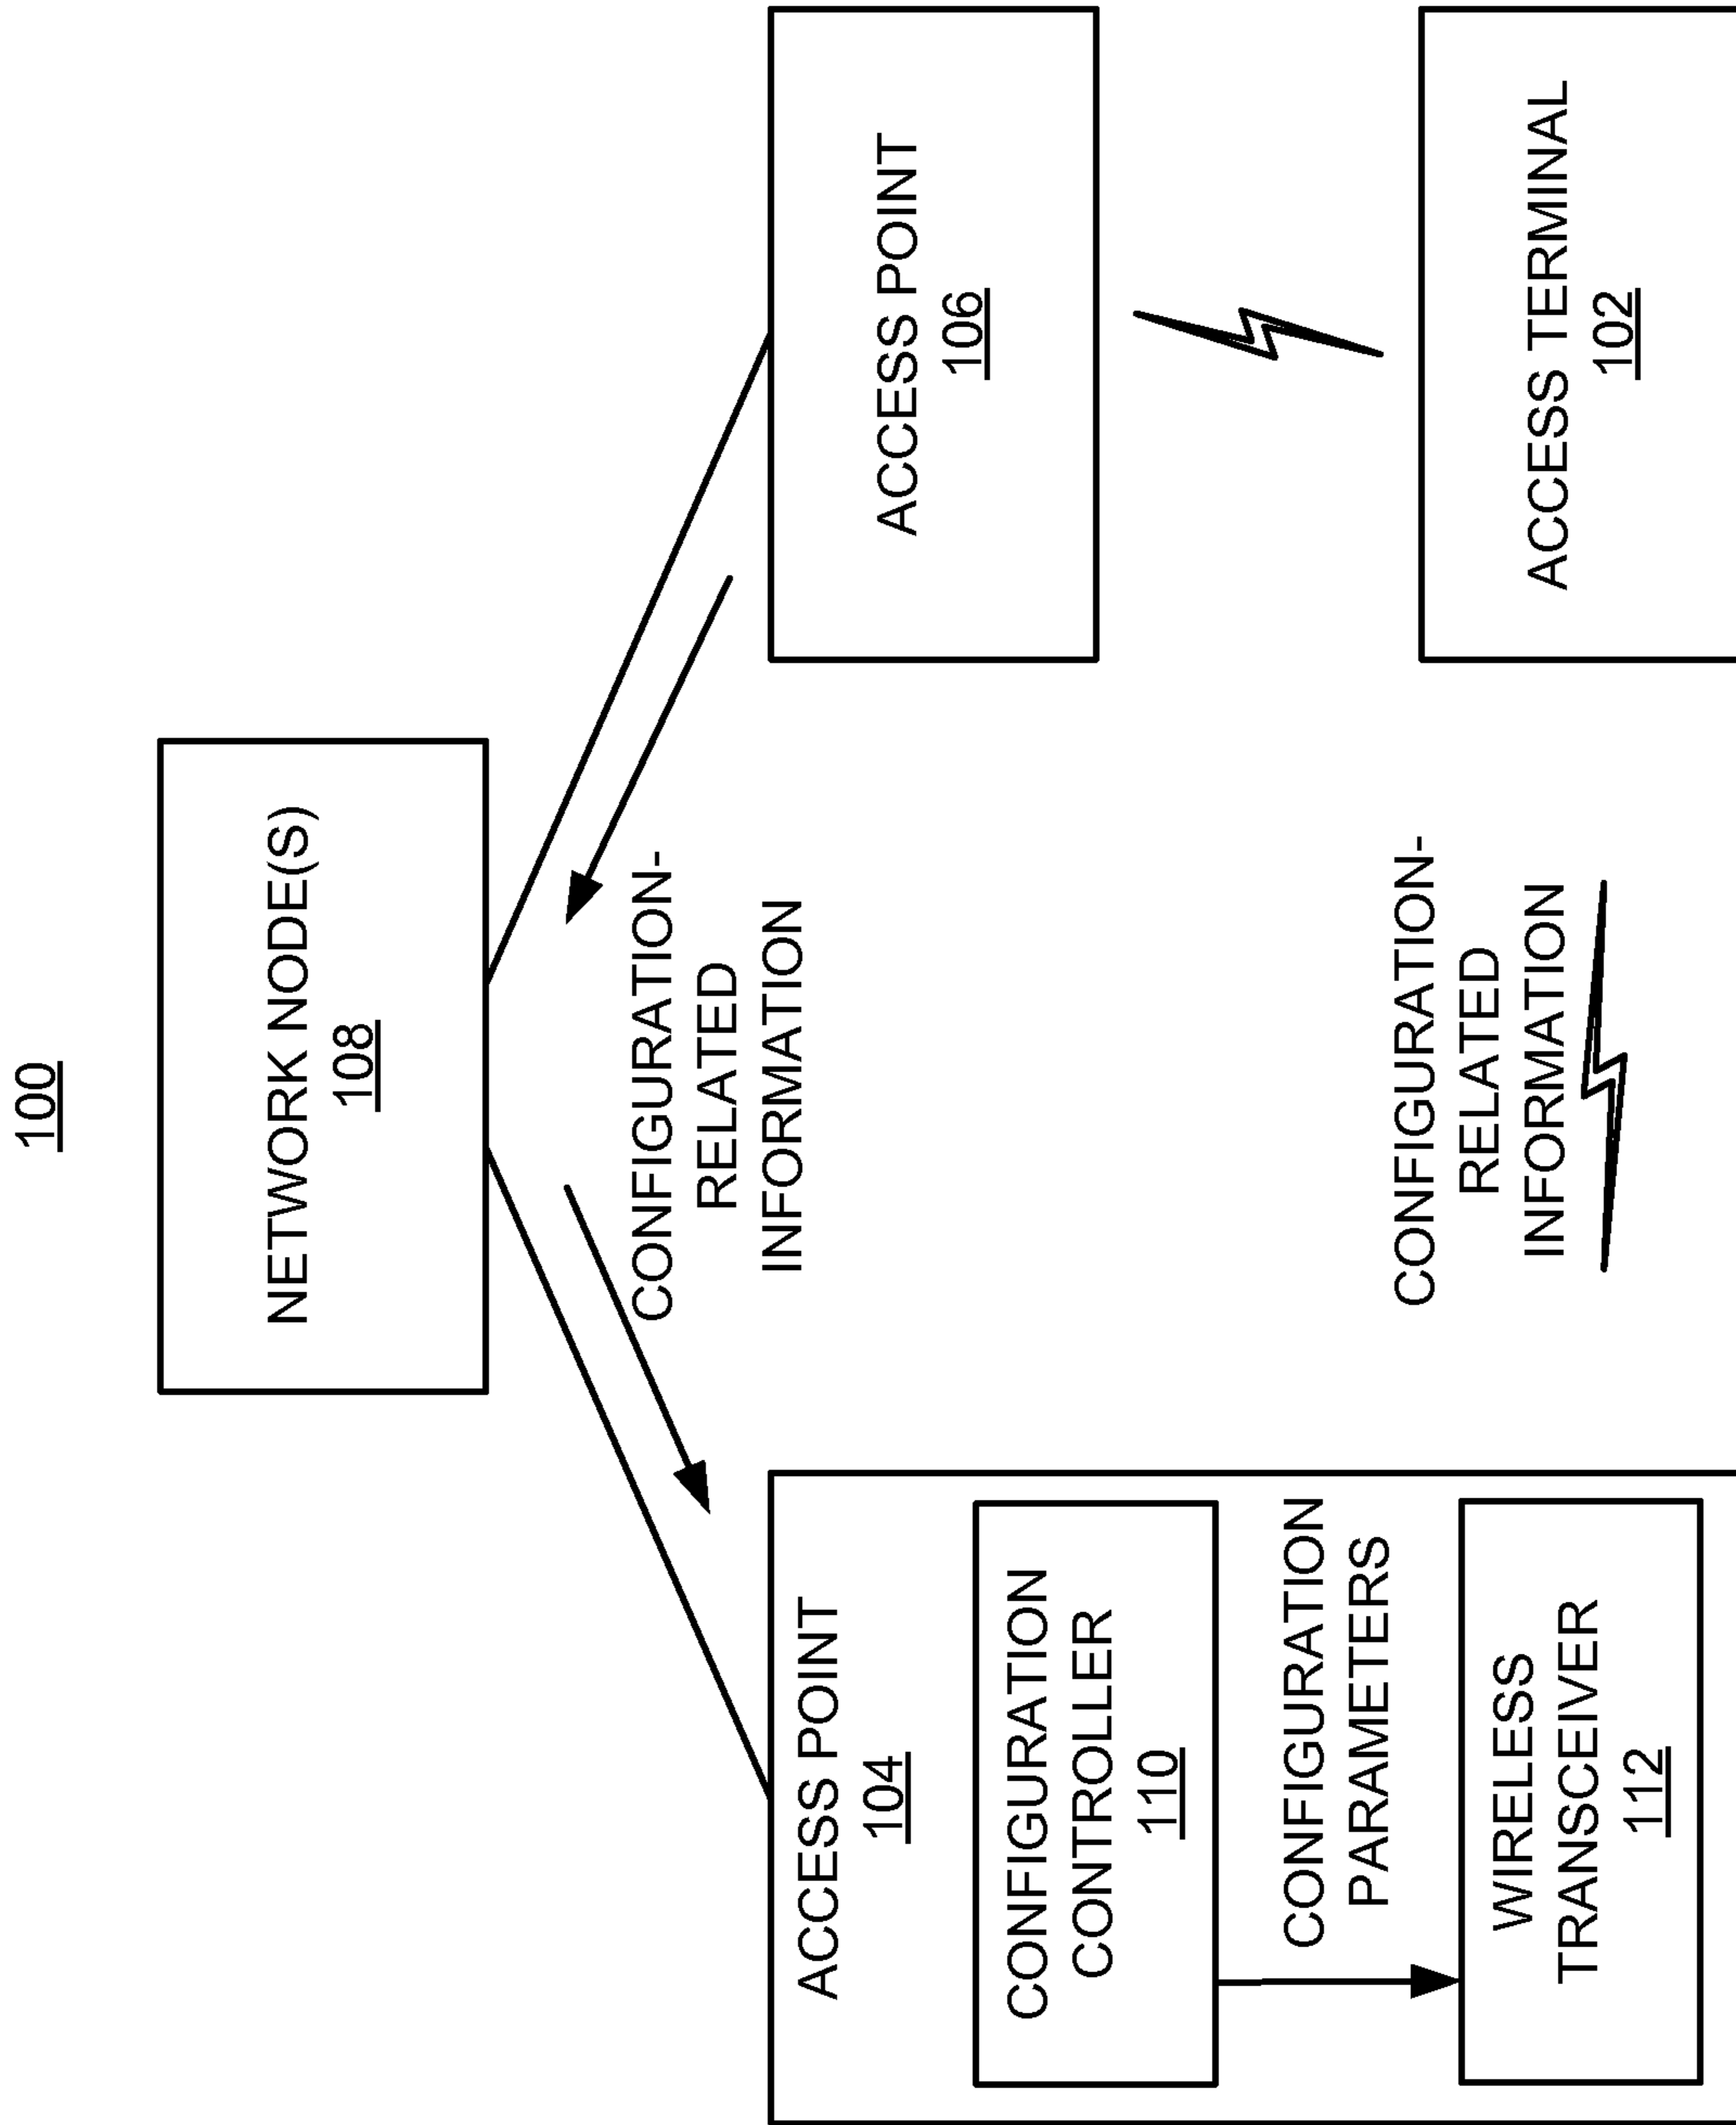 100
NETWORK NODE(S)
108
CONFIGURATION-
RELATED
INFORMATION
ACCESS POINT
104
CONFIGURATION
CONTROLLER
110
CONFIGURATION
PARAMETERS
WIRELESS
TRANSCEIVER
112
ACCESS POINT
106
CONFIGURATION-
RELATED
INFORMATION
ACCESS TERMINAL
102